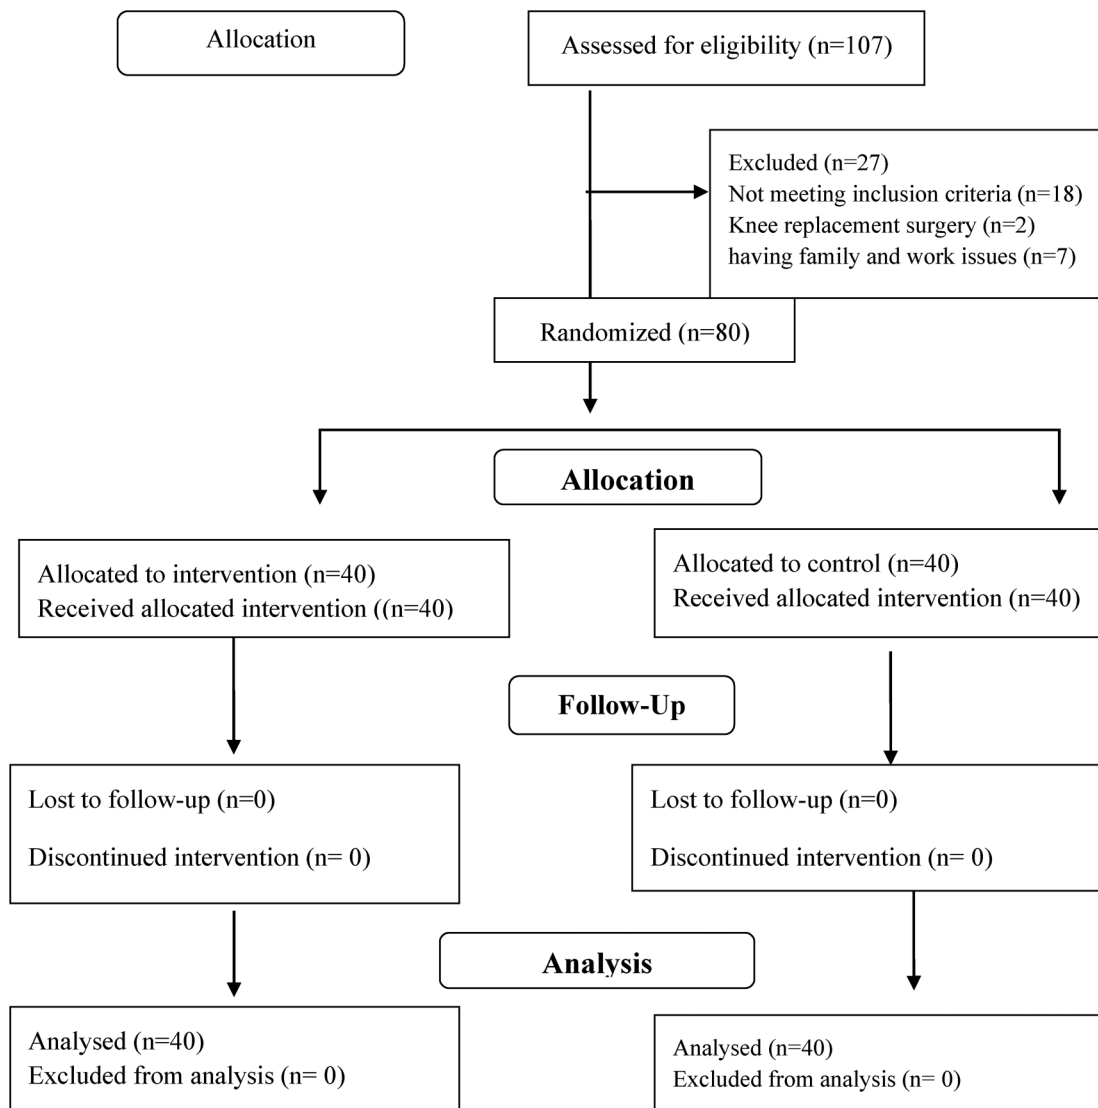 Allocation
Assessed for eligibility (n=107)
Excluded (n=27)
Not meeting inclusion criteria (n=18)
Knee replacement surgery (n=2)
having family and work issues (n=7)
Randomized (n=80)
Allocation
Allocated to intervention (n=40)
Received allocated intervention ((n=40)
Allocated to control (n=40)
Received allocated intervention (n=40)
Follow-Up
Lost to follow-up (n=0)
Discontinued intervention (n= 0)
Lost to follow-up (n=0)
Discontinued intervention (n= 0)
Analysis
Analysed (n=40)
Excluded from analysis (n= 0)
Analysed (n=40)
Excluded from analysis (n= 0)